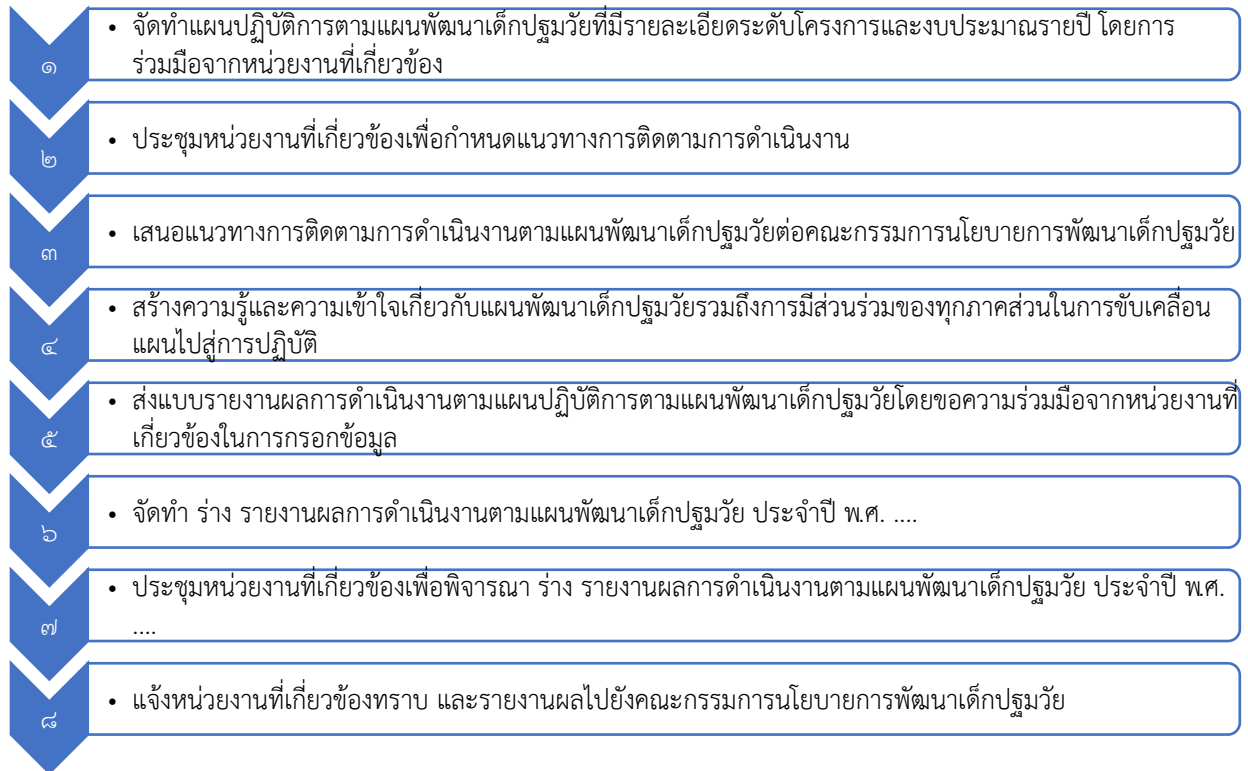 ๑
• จัดทำแผนปฏิบัติการตามแผนพัฒนาเด็กปฐมวัยที่มีรายละเอียดระดับโครงการและงบประมาณรายปี โดยการ
ร่วมมือจากหน่วยงานที่เกี่ยวข้อง
๒
• ประชุมหน่วยงานที่เกี่ยวข้องเพื่อกำหนดแนวทางการติดตามการดำเนินงาน
๓
• เสนอแนวทางการติดตามการดำเนินงานตามแผนพัฒนาเด็กปฐมวัยต่อคณะกรรมการนโยบายการพัฒนาเด็กปฐมวัย
๔
• สร้างความรู้และความเข้าใจเกี่ยวกับแผนพัฒนาเด็กปฐมวัยรวมถึงการมีส่วนร่วมของทุกภาคส่วนในการขับเคลื่อน
แผนไปสู่การปฏิบัติ
๕
• ส่งแบบรายงานผลการดำเนินงานตามแผนปฏิบัติการตามแผนพัฒนาเด็กปฐมวัยโดยขอความร่วมมือจากหน่วยงานที่
เกี่ยวข้องในการกรอกข้อมูล
๖
• จัดทำ ร่าง รายงานผลการดำเนินงานตามแผนพัฒนาเด็กปฐมวัย ประจำปี พ.ศ. ....
๗
• ประชุมหน่วยงานที่เกี่ยวข้องเพื่อพิจารณา ร่าง รายงานผลการดำเนินงานตามแผนพัฒนาเด็กปฐมวัย ประจำปี พ.ศ.
....
๘
• แจ้งหน่วยงานที่เกี่ยวข้องทราบ และรายงานผลไปยังคณะกรรมการนโยบายการพัฒนาเด็กปฐมวัย